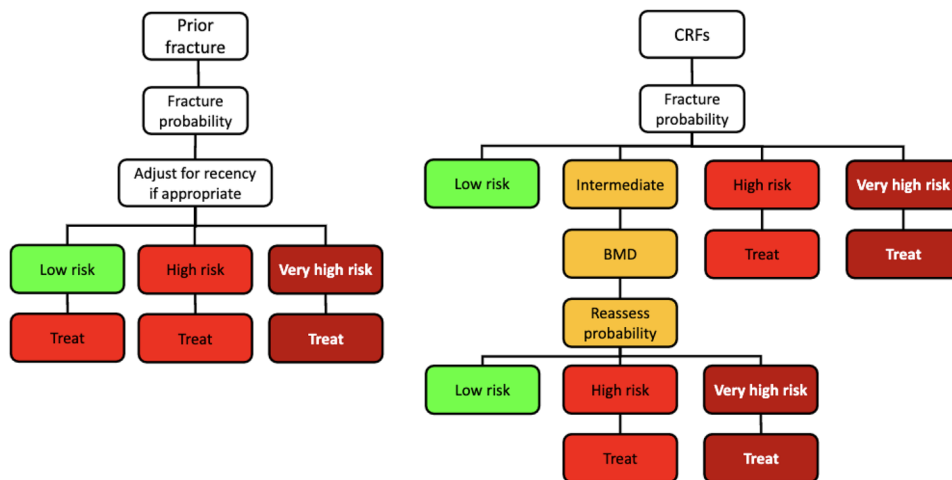 Prior
fracture
Fracture
probability
Adjust for recency
if appropriate
Low risk
High risk
Very high risk
Treat
Treat
Treat
CRFs
Fracture
probability
Low risk
Intermediate
High risk
Very high risk
BMD
Treat
Treat
Reassess
probability
Low risk
High risk
Very high risk
Treat
Treat